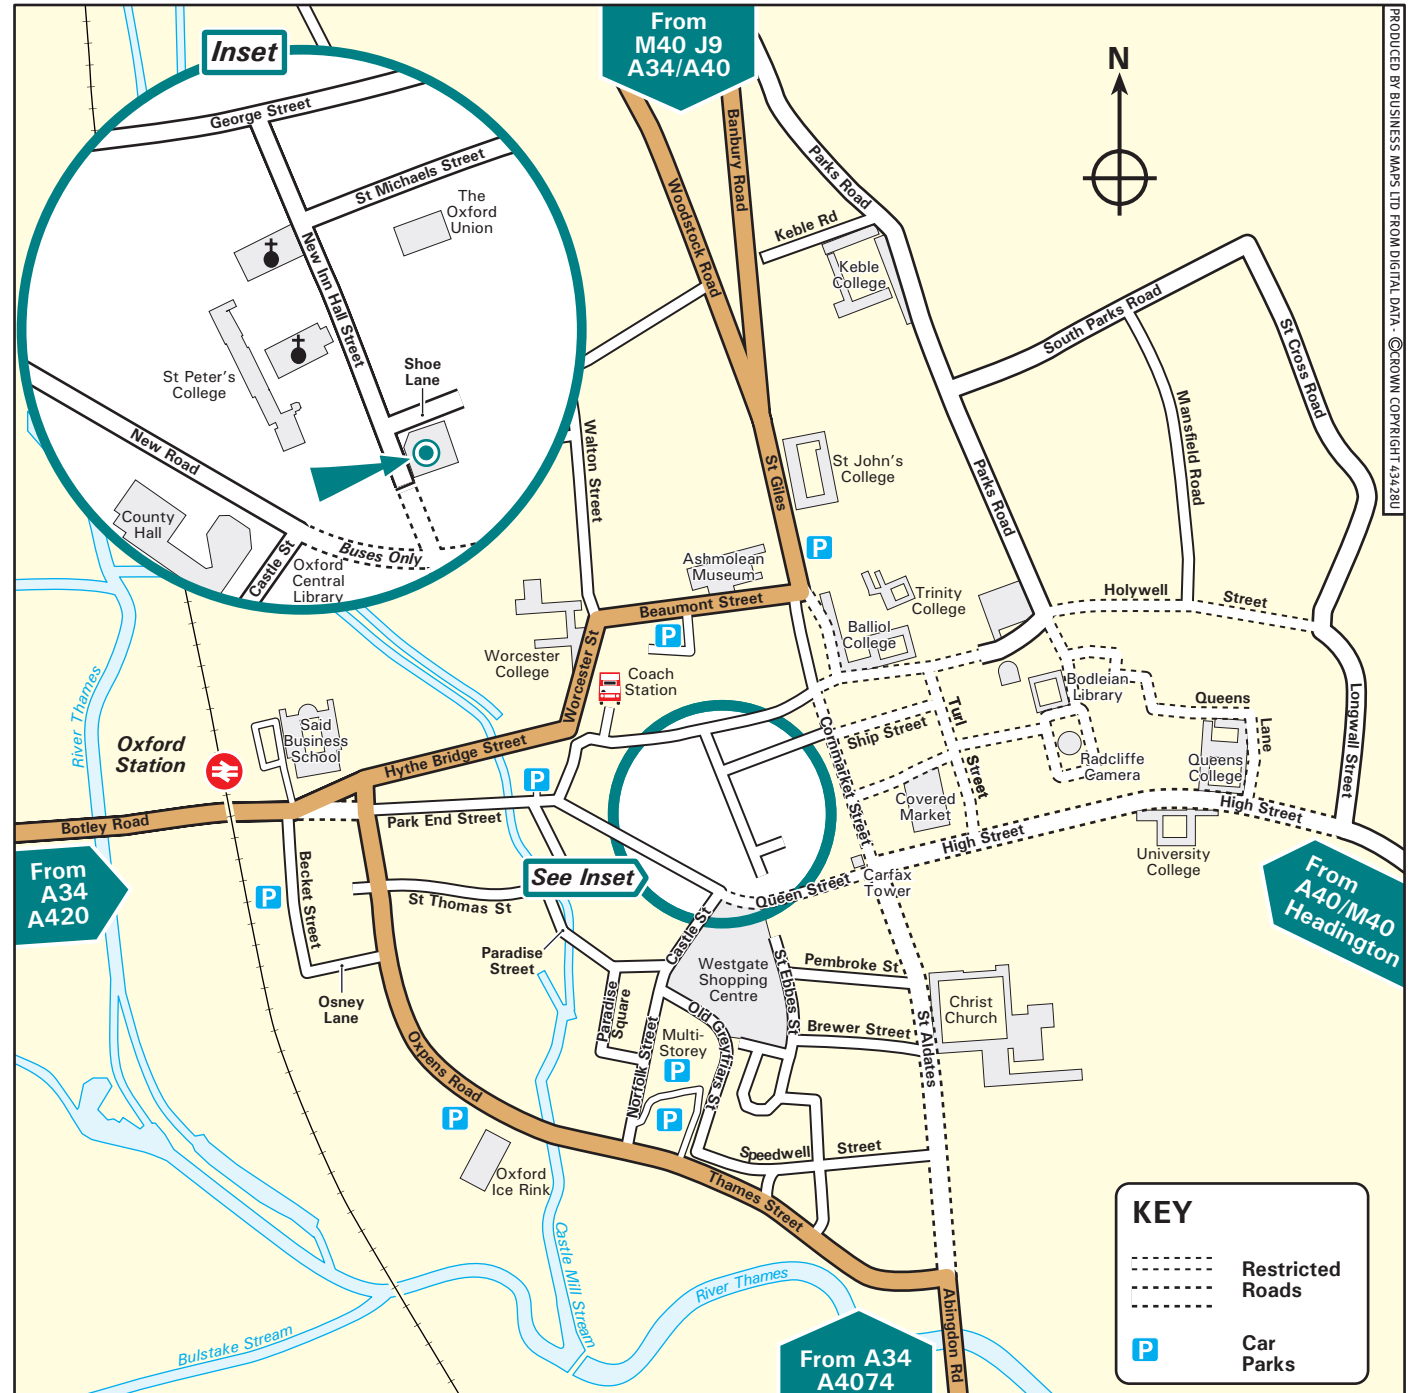 Inset
George Street
St Michaels Street
The
Oxford
Union
New Inn Hall Street
St Peter's
College
Shoe
Lane
New Road
County
Hall
Castle St
Buses Only
Oxford
Central
Library
From
M40 J9
A34/A40
N
PRODUCED BY BUSINESS MAPS LTD FROM DIGITAL DATA - ©CROWN COPYRIGHT 43428U
Woodstock Road
Banbury Road
Parks Road
Keble Rd
Keble
College
South Parks Road
St Cross Road
Mansfield Road
Parks Road
Walton Street
St Giles
St John's
College
P
Ashmolean
Museum
Beaumont Street
P
Trinity
College
Balliol
College
Holywell
Street
Worcester
College
Worcester St
Coach
Station
Bodleian
Library
Queens
Lane
Longwall Street
Turl
Street
Ship Street
Cornmarket Street
Radcliffe
Camera
Queens
College
Said
Business
School
Oxford
Station
Hythe Bridge Street
P
River Thames
Botley Road
Park End Street
Covered
Market
High Street
High Street
University
College
From
A34
A420
Becket Street
P
St Thomas St
See Inset
Queen Street
Carfax
Tower
From
A40/M40
Headington
Paradise
Street
Castle St
Westgate
Shopping
Centre
St Ebbes St
Pembroke St
Osney
Lane
Paradise
Square
Old Greyfriars St
Brewer Street
St Aldates
Christ
Church
Norfolk Street
Multi-
Storey
P
P
Oxpens Road
P
Oxford
Ice Rink
Speedwell
Street
Thames Street
Castle Mill Stream
River Thames
Bulstake Stream
Abingdon Rd
From A34
A4074
KEY
Restricted
Roads
P
Car
Parks